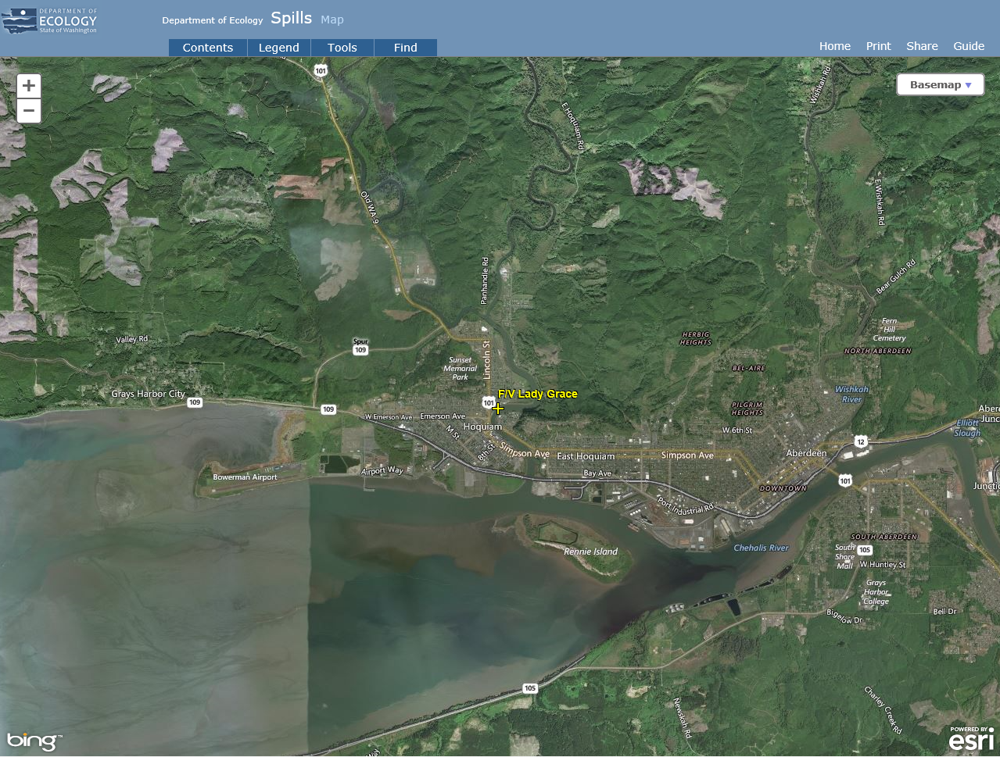 DEPARTMENT OF
ECOLOGY
State of Washington
Department of Ecology Spills Map
Contents Legend Tools Find
Home Print Share Guide
+
−
Basemap ▼
101
Wishkah Rd
E Hoquiam Rd
Old WA-9
E Wishkah Rd
Panhandle Rd
Bear Gulch Rd
Fern
Hill
Cemetery
Valley Rd
Spur
109
HERBIG
HEIGHTS
NORTH ABERDEEN
Lincoln St
Sunset
Memorial
Park
BEL-AIRE
Wishkah
River
Grays Harbor City
109
109
F/V Lady Grace
101
PILGRIM
HEIGHTS
W Emerson Ave
Emerson Ave
Hoquiam
M St
8th St
W 6th St
Simpson Ave
East Hoquiam
Simpson Ave
Aberdeen
12
Elliott
Slough
Bowerman Airport
Airport Way
Bay Ave
101
DOWNTOWN
Port Industrial Rd
SOUTH ABERDEEN
Rennie Island
Chehalis River
South
Shore
Mall
105
W Huntley St
Grays
Harbor
College
Bigelow Dr
Bell Dr
105
Newskah Rd
Charley Creek Rd
bing™
POWERED BY
esri